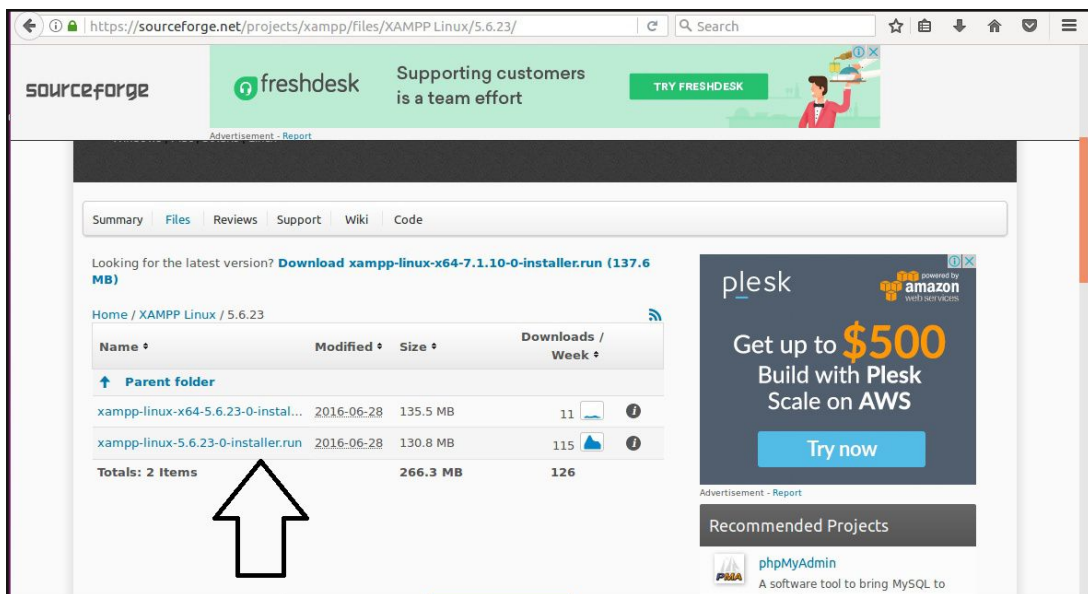 https://sourceforge.net/projects/xampp/files/XAMPP Linux/5.6.23/
Search
sourceforge
freshdesk
Supporting customers
is a team effort
TRY FRESHDESK
Advertisement - Report
Summary Files Reviews Support Wiki Code
Looking for the latest version? Download xampp-linux-x64-7.1.10-0-installer.run (137.6
MB)
Home / XAMPP Linux / 5.6.23
Name Modified Size Downloads /
Week
Parent folder
xampp-linux-x64-5.6.23-0-instal... 2016-06-28 135.5 MB 11
xampp-linux-5.6.23-0-installer.run 2016-06-28 130.8 MB 115
Totals: 2 Items 266.3 MB 126
plesk
powered by
amazon
web services
Get up to $500
Build with Plesk
Scale on AWS
Try now
Advertisement - Report
Recommended Projects
PMA
phpMyAdmin
A software tool to bring MySQL to